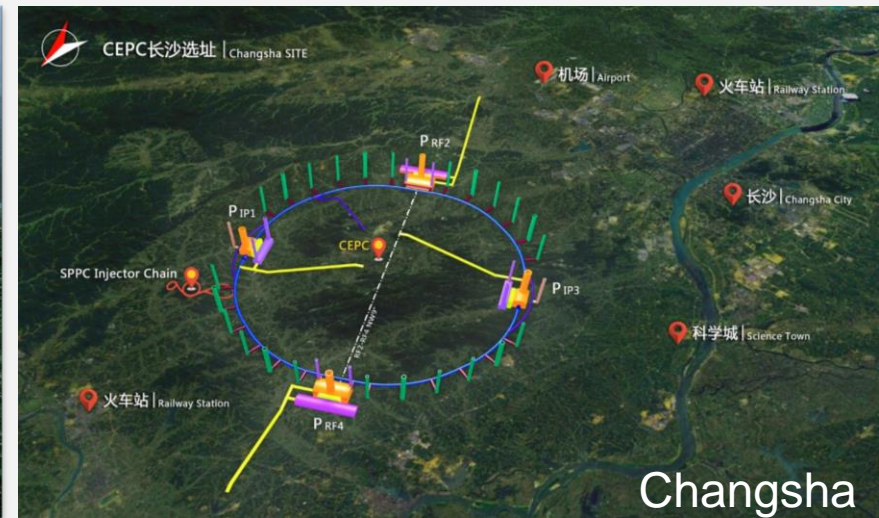 CEPC长沙选址 | Changsha SITE
机场 | Airport
火车站 | Railway Station
P RF2
长沙 | Changsha City
P IP1
CEPC
SPPC Injector Chain
P IP3
科学城 | Science Town
火车站 | Railway Station
P RF4
Changsha